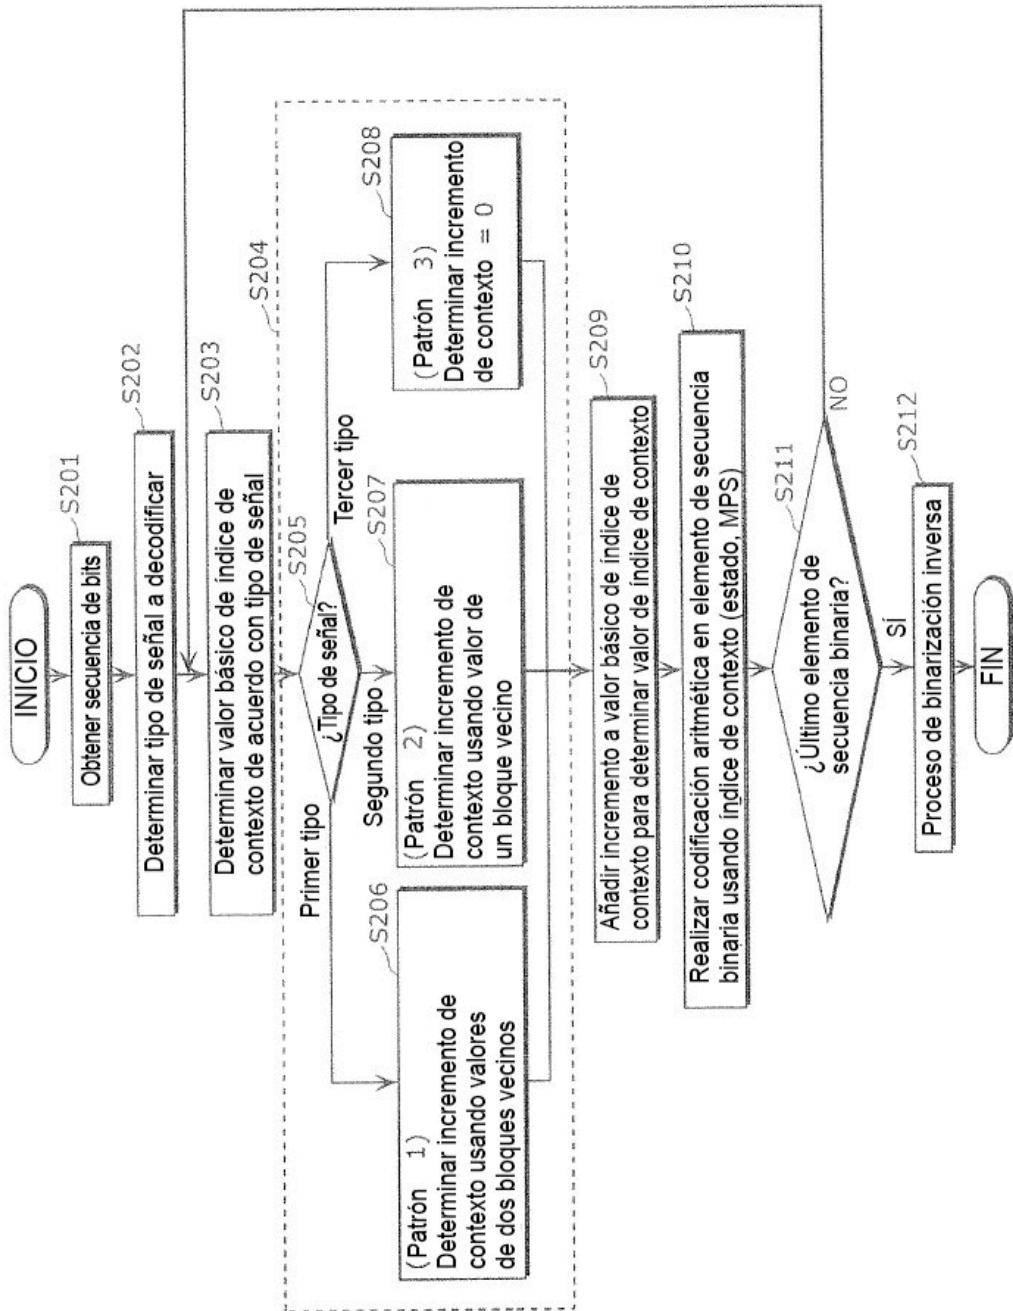 INICIO
S201
Obtener secuencia de bits
S202
Determinar tipo de señal a decodificar
S203
Determinar valor básico de índice de
contexto de acuerdo con tipo de señal
S204
S205
¿Tipo de señal?
Primer tipo
Segundo tipo
Tercer tipo
S206
(Patrón 1)
Determinar incremento de
contexto usando valores
de dos bloques vecinos
S207
(Patrón 2)
Determinar incremento de
contexto usando valor de
un bloque vecino
S208
(Patrón 3)
Determinar incremento
de contexto = 0
S209
Añadir incremento a valor básico de índice de
contexto para determinar valor de índice de contexto
S210
Realizar codificación aritmética en elemento de secuencia
binaria usando índice de contexto (estado, MPS)
S211
¿Último elemento de
secuencia binaria?
NO
SÍ
S212
Proceso de binarización inversa
FIN